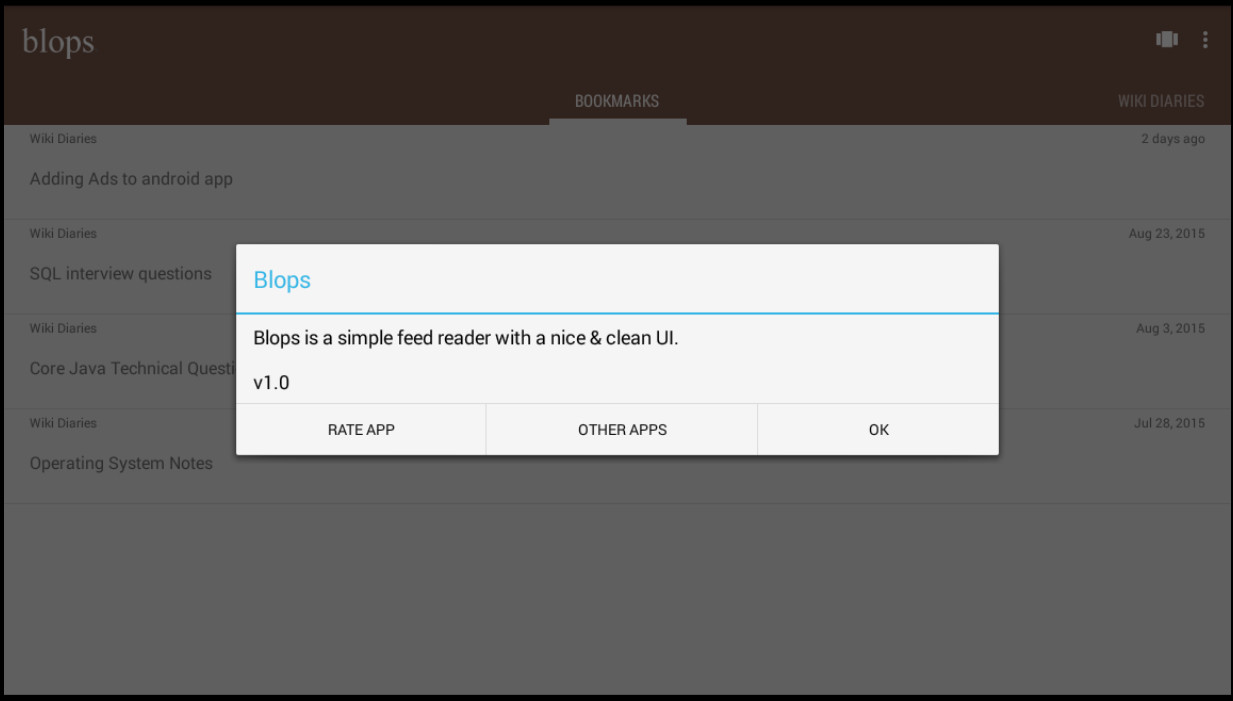 blops
BOOKMARKS
WIKI DIARIES
Wiki Diaries
2 days ago
Adding Ads to android app
Wiki Diaries
Aug 23, 2015
SQL interview questions
Wiki Diaries
Aug 3, 2015
Core Java Technical Questi
Wiki Diaries
Jul 28, 2015
Operating System Notes
Blops
Blops is a simple feed reader with a nice & clean UI.
v1.0
RATE APP
OTHER APPS
OK